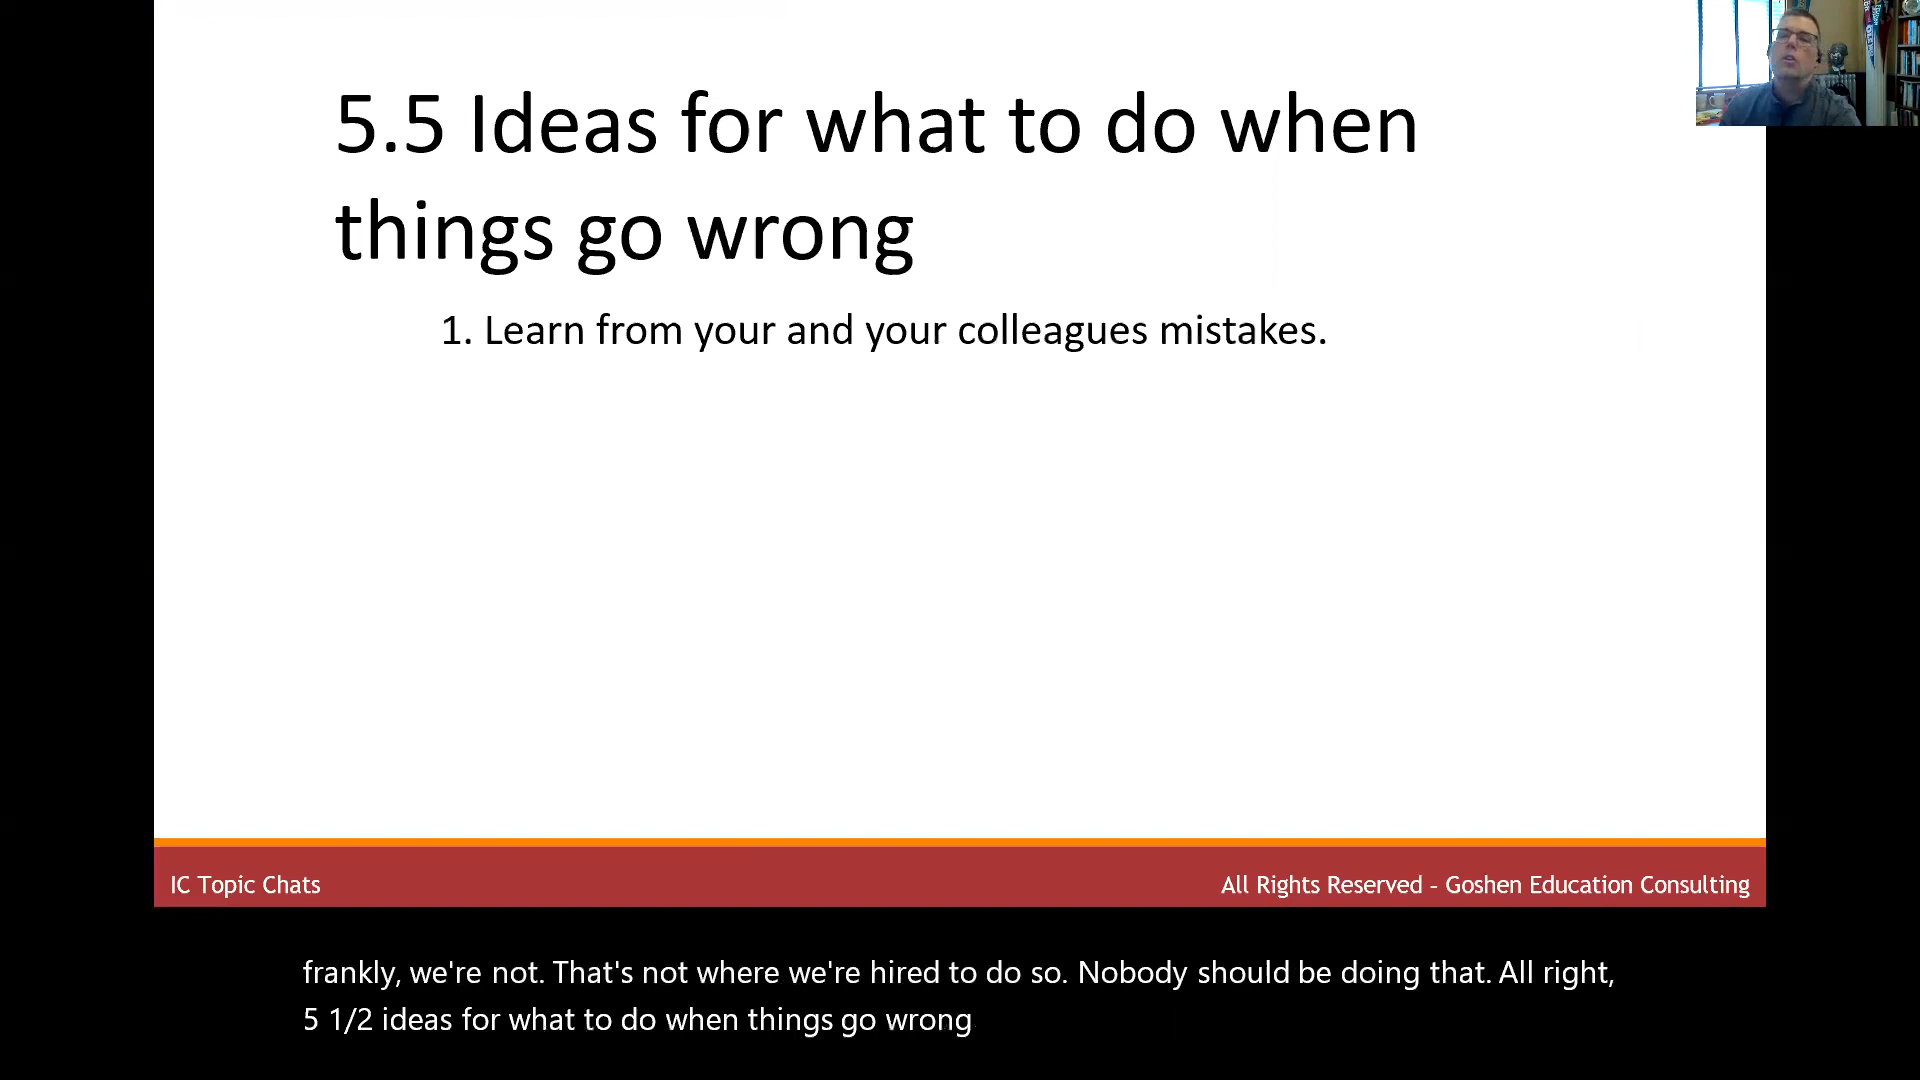 5.5 Ideas for what to do when
things go wrong
1. Learn from your and your colleagues mistakes.
IC Topic Chats
All Rights Reserved – Goshen Education Consulting
frankly, we're not. That's not where we're hired to do so. Nobody should be doing that. All right,
5 1/2 ideas for what to do when things go wrong